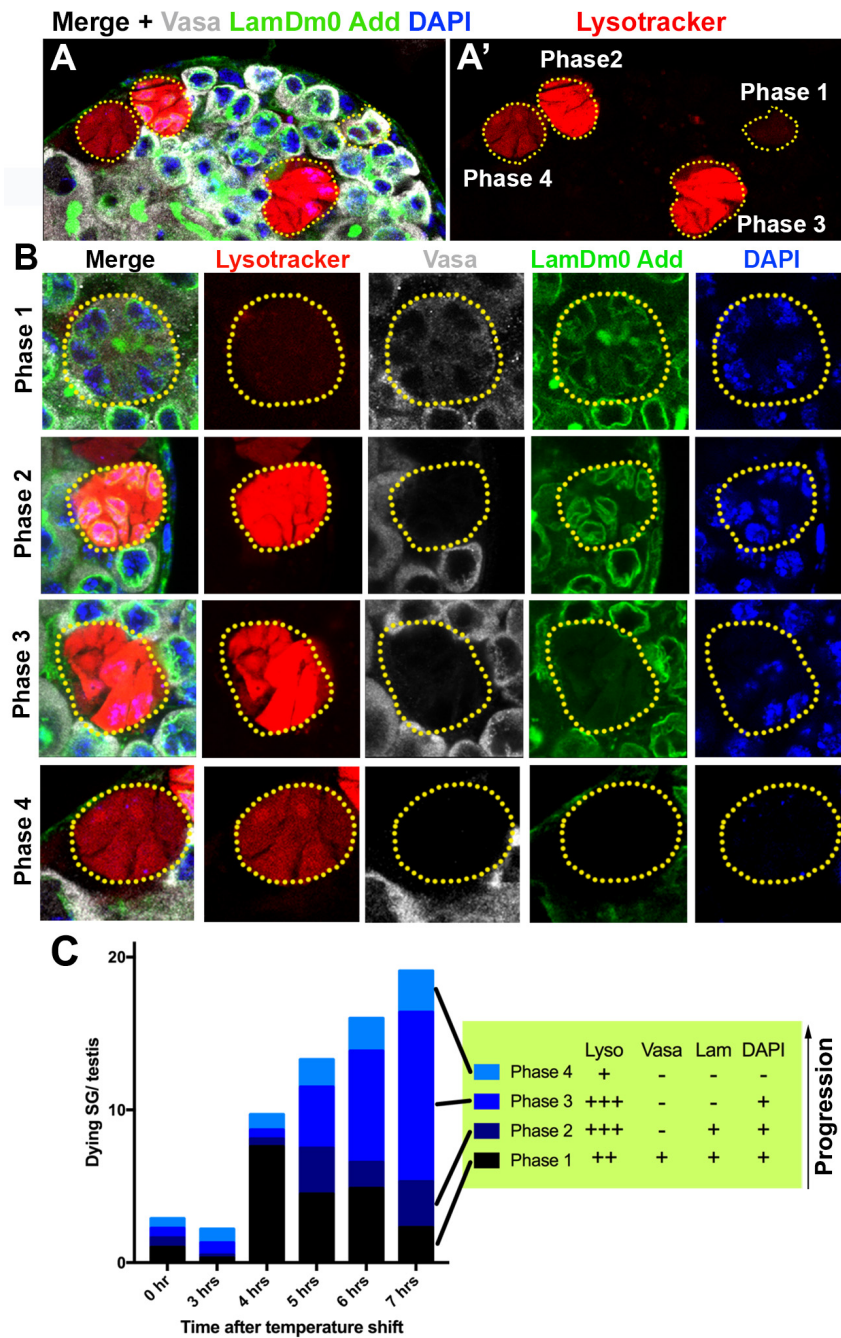 Merge + Vasa LamDm0 Add DAPI
Lysotracker
A
A'
Phase2
Phase 1
Phase 4
Phase 3
B
Merge Lysotracker Vasa LamDm0 Add DAPI
Phase 1
Phase 2
Phase 3
Phase 4
C
20
10
0
Dying SG/ testis
0 hr 3 hrs 4 hrs 5 hrs 6 hrs 7 hrs
Time after temperature shift
Lyso Vasa Lam DAPI
Phase 4 + - - -
Phase 3 +++ - - +
Phase 2 +++ - + +
Phase 1 ++ + + +
Progression